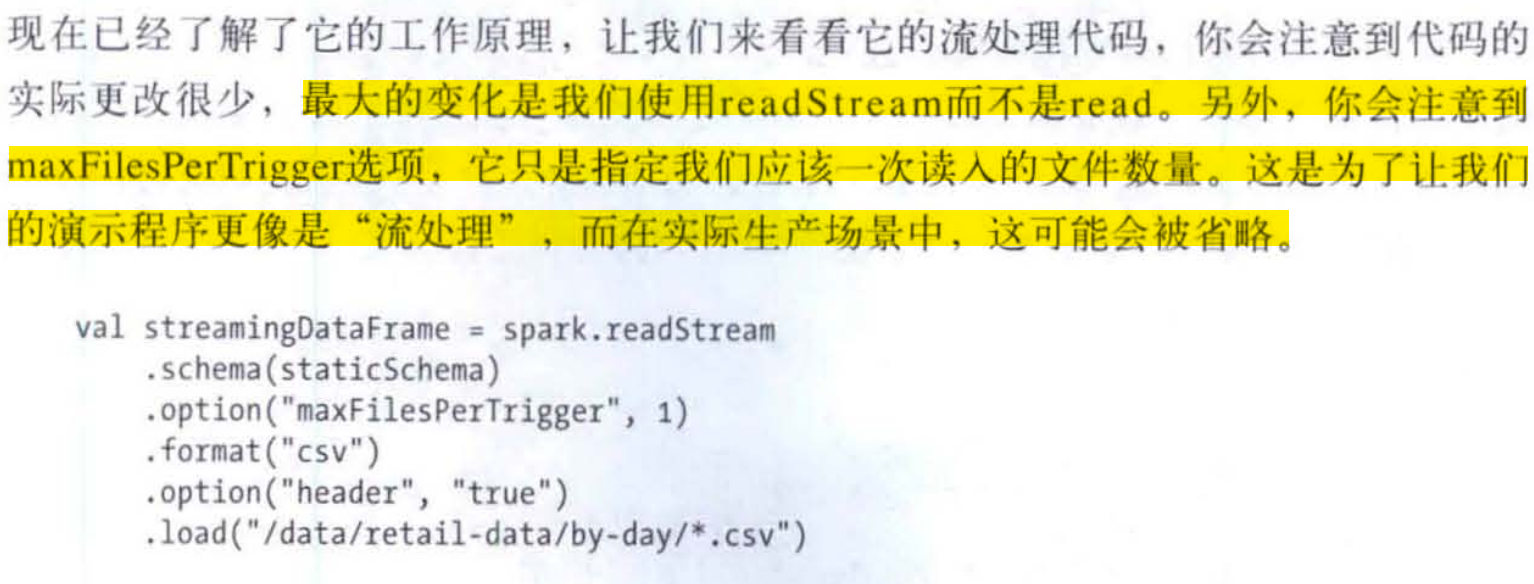 现在已经了解了它的工作原理，让我们来看看它的流处理代码，你会注意到代码的
实际更改很少，最大的变化是我们使用readStream而不是read。另外，你会注意到
maxFilesPerTrigger选项，它只是指定我们应该一次读入的文件数量。这是为了让我们
的演示程序更像是“流处理”，而在实际生产场景中，这可能会被省略。
val streamingDataFrame = spark.readStream
    .schema(staticSchema)
    .option("maxFilesPerTrigger", 1)
    .format("csv")
    .option("header", "true")
    .load("/data/retail-data/by-day/*.csv")